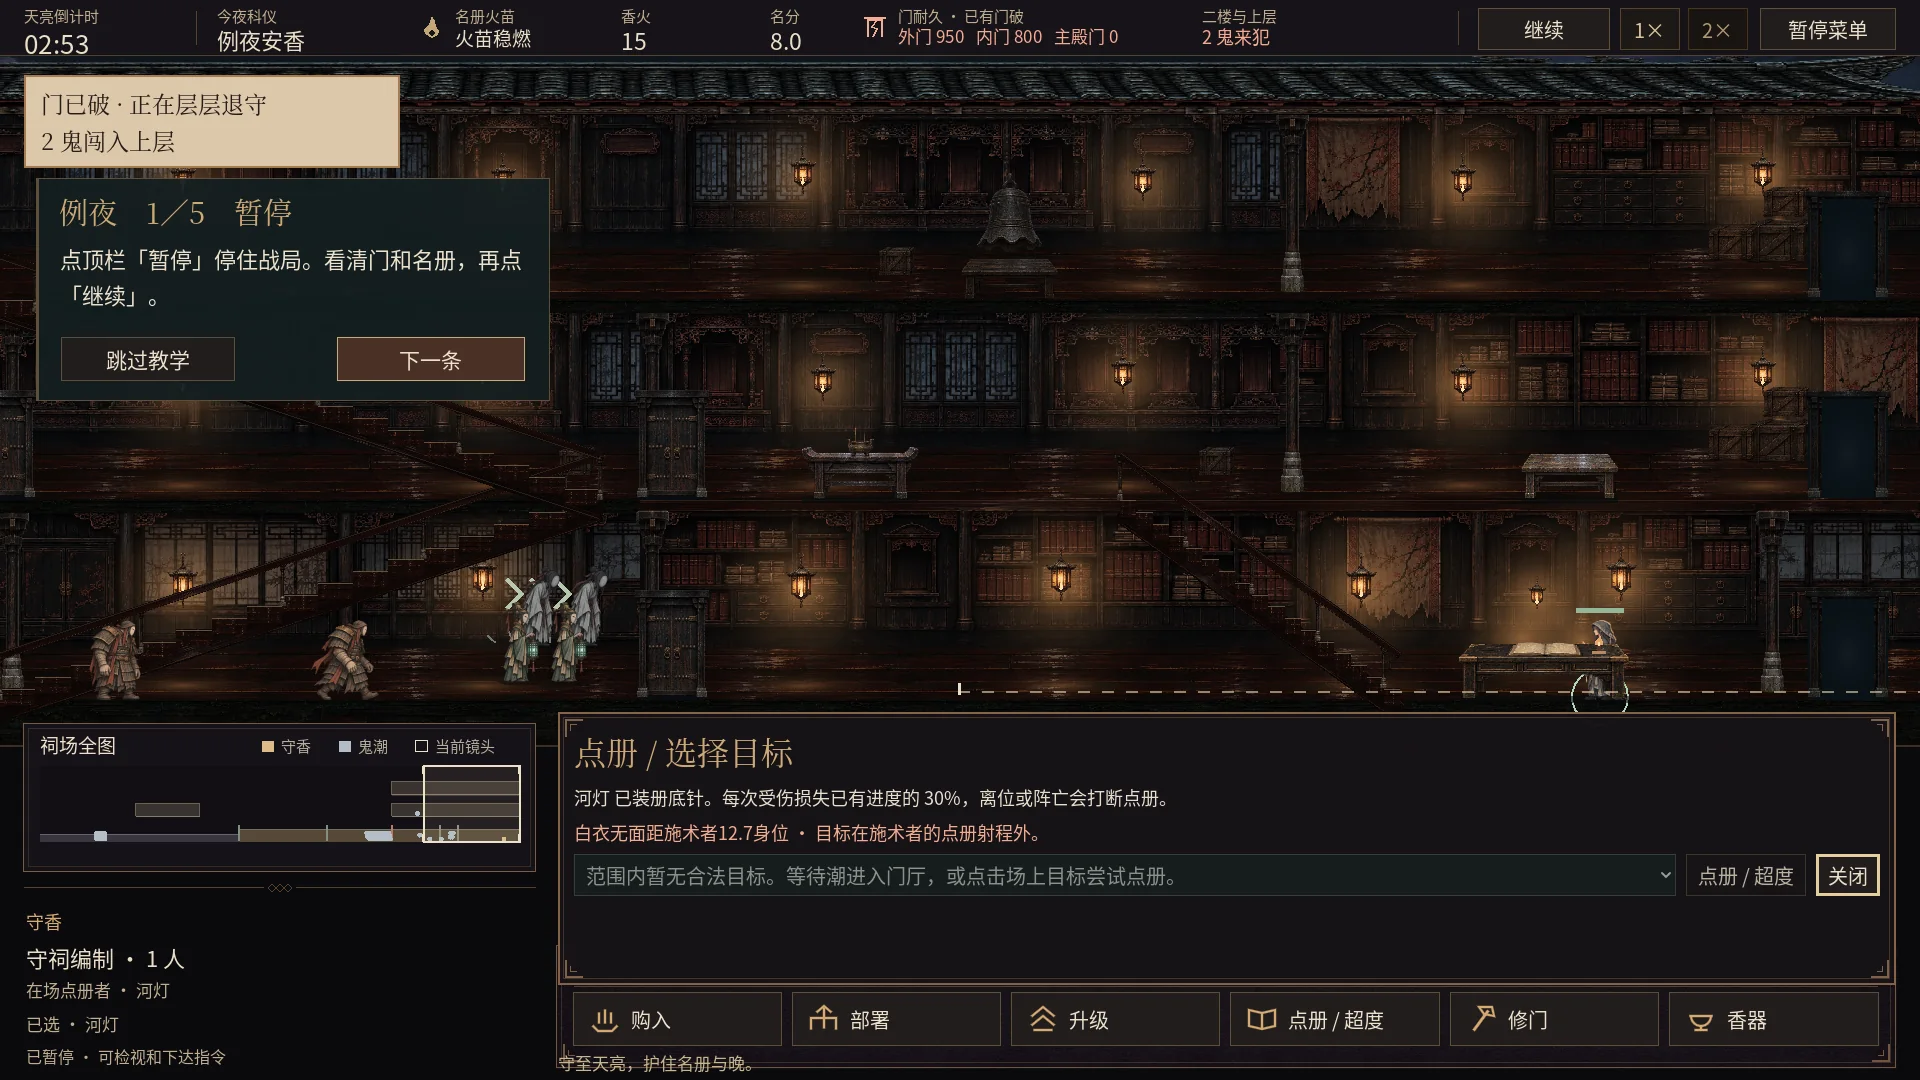 天亮倒计时
02:53
今夜科仪
例夜安香
名册火苗
火苗稳燃
香火
15
名分
8.0
门耐久 · 已有门破
外门 950 内门 800 主殿门 0
二楼与上层
2 鬼来犯
继续
1×
2×
暂停菜单
门已破 · 正在层层退守
2 鬼闯入上层
例夜 1／5 暂停
点顶栏「暂停」停住战局。看清门和名册，再点
「继续」。
跳过教学
下一条
祠场全图
守香
鬼潮
当前镜头
点册 / 选择目标
河灯 已装册底针。每次受伤损失已有进度的 30%，离位或阵亡会打断点册。
白衣无面距施术者12.7身位 · 目标在施术者的点册射程外。
范围内暂无合法目标。等待潮进入门厅，或点击场上目标尝试点册。
点册 / 超度
关闭
守香
守祠编制 · 1 人
在场点册者 · 河灯
已选 · 河灯
已暂停 · 可检视和下达指令
购入
部署
升级
点册 / 超度
修门
香器
守至天亮，护住名册与晚。